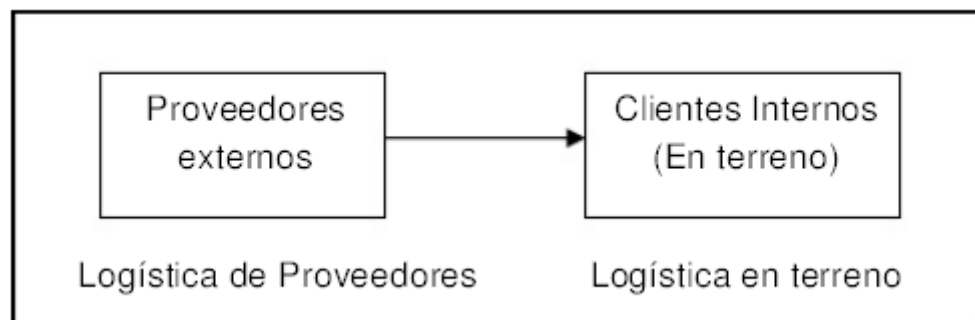 Proveedores
externos
Clientes Internos
(En terreno)
Logística de Proveedores
Logística en terreno